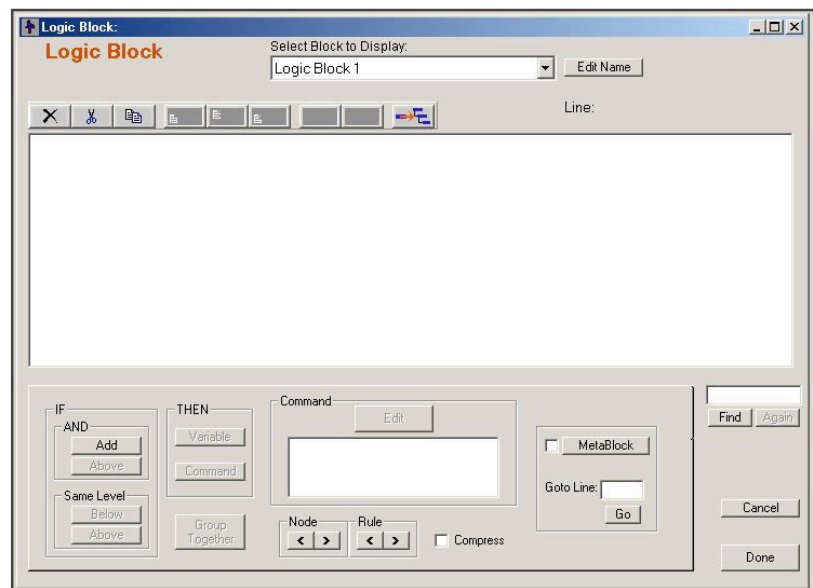 Logic Block:
Logic Block
Select Block to Display:
Logic Block 1
Edit Name
Line:
IF
AND
Add
Above
Same Level
Below
Above
THEN
Variable
Command
Group
Together
Command
Edit
Node
< >
Rule
< >
Compress
MetaBlock
Goto Line:
Go
Find
Again
Cancel
Done